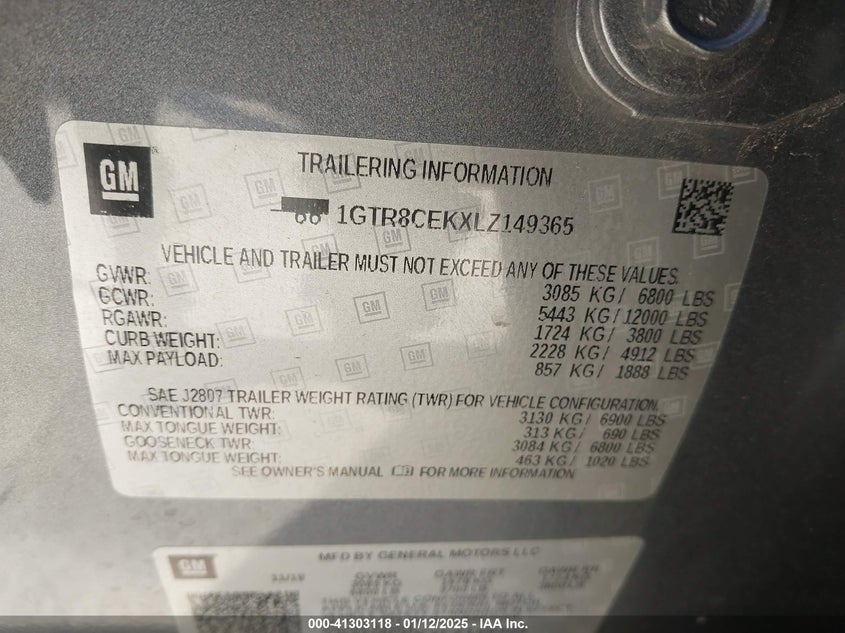 GM
TRAILERING INFORMATION
1GTR8CEKXLZ149365
VEHICLE AND TRAILER MUST NOT EXCEED ANY OF THESE VALUES.
GVWR: 3085 KG/ 6800 LBS
GCWR: 5443 KG/12000 LBS
RGAWR: 1724 KG/ 3800 LBS
CURB WEIGHT: 2228 KG/ 4912 LBS
MAX PAYLOAD: 857 KG/ 1888 LBS
SAE J2807 TRAILER WEIGHT RATING (TWR) FOR VEHICLE CONFIGURATION.
CONVENTIONAL TWR: 3130 KG/ 6900 LBS
MAX TONGUE WEIGHT: 313 KG/ 690 LBS
GOOSENECK TWR: 3084 KG/ 6800 LBS
MAX TONGUE WEIGHT: 463 KG/ 1020 LBS
SEE OWNER'S MANUAL FOR MORE INFORMATION
GM
MFD BY GENERAL MOTORS LLC
GVWR GAWR FRT GAWR RR
000-41303118 - 01/12/2025 - IAA Inc.